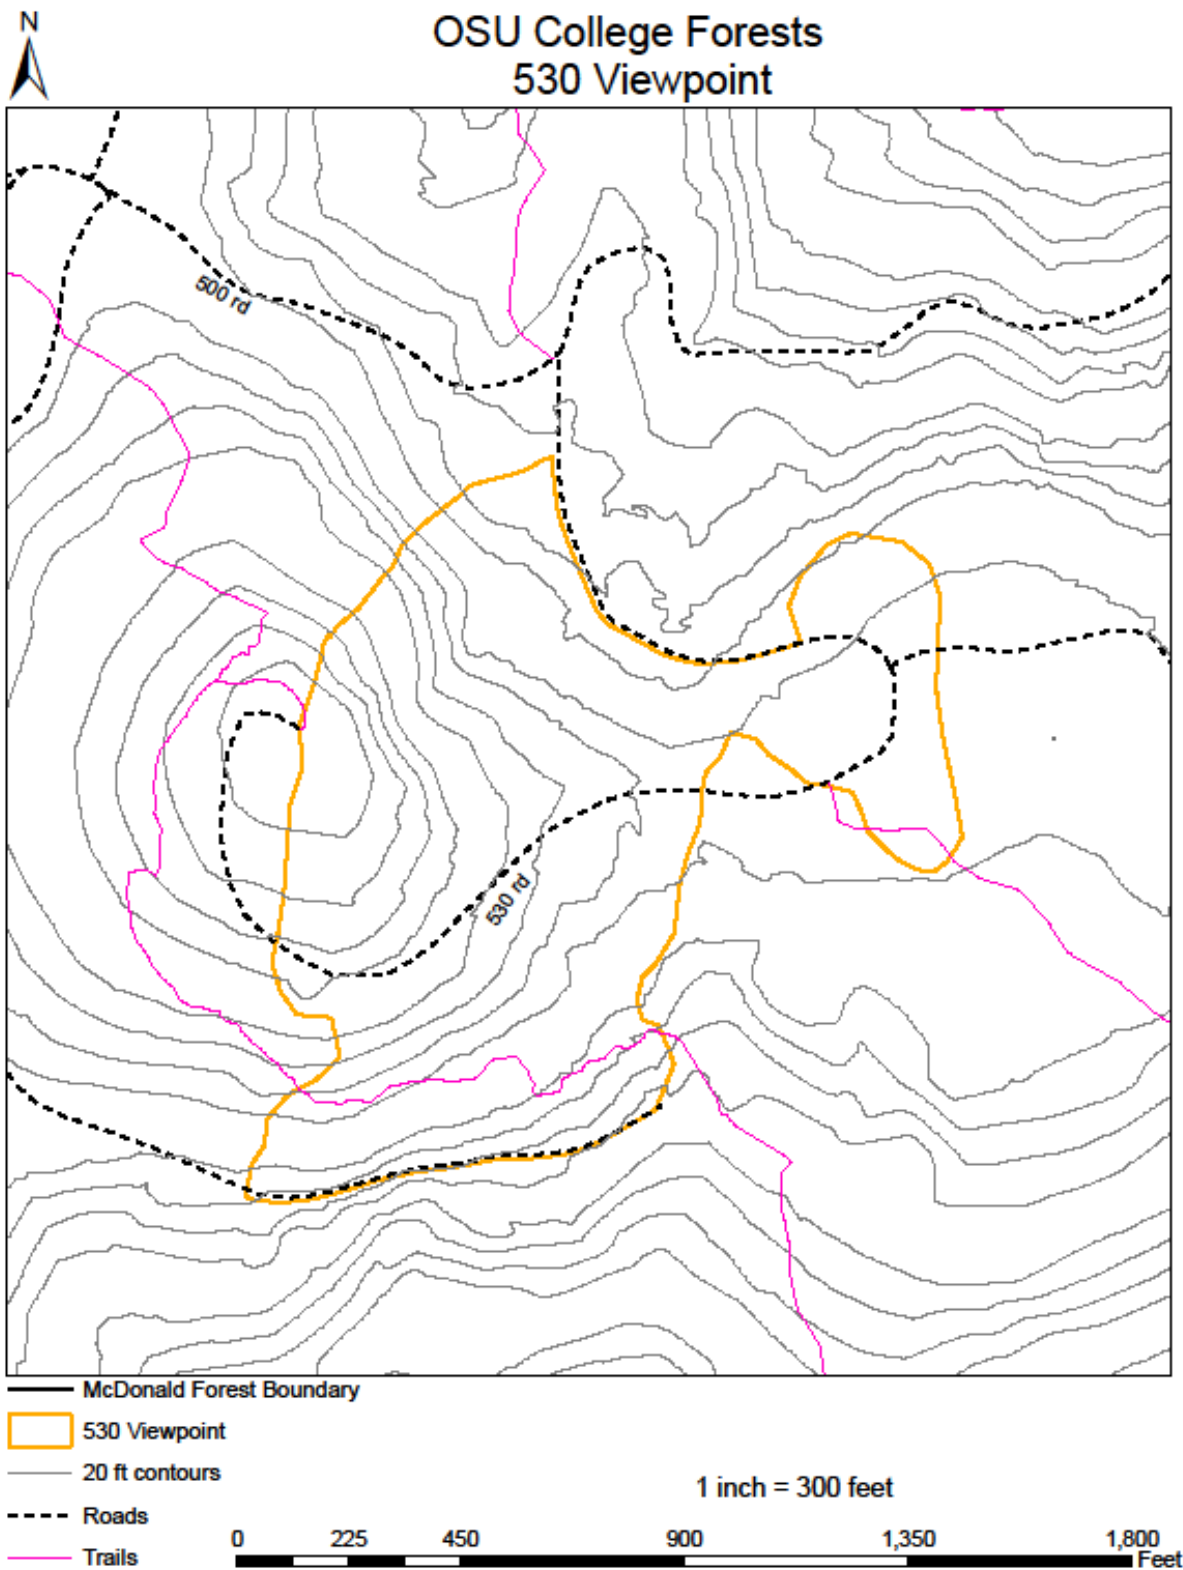 N
OSU College Forests
530 Viewpoint
500 rd
530 rd
McDonald Forest Boundary
530 Viewpoint
20 ft contours
Roads
Trails
1 inch = 300 feet
0 225 450 900 1,350 1,800
Feet